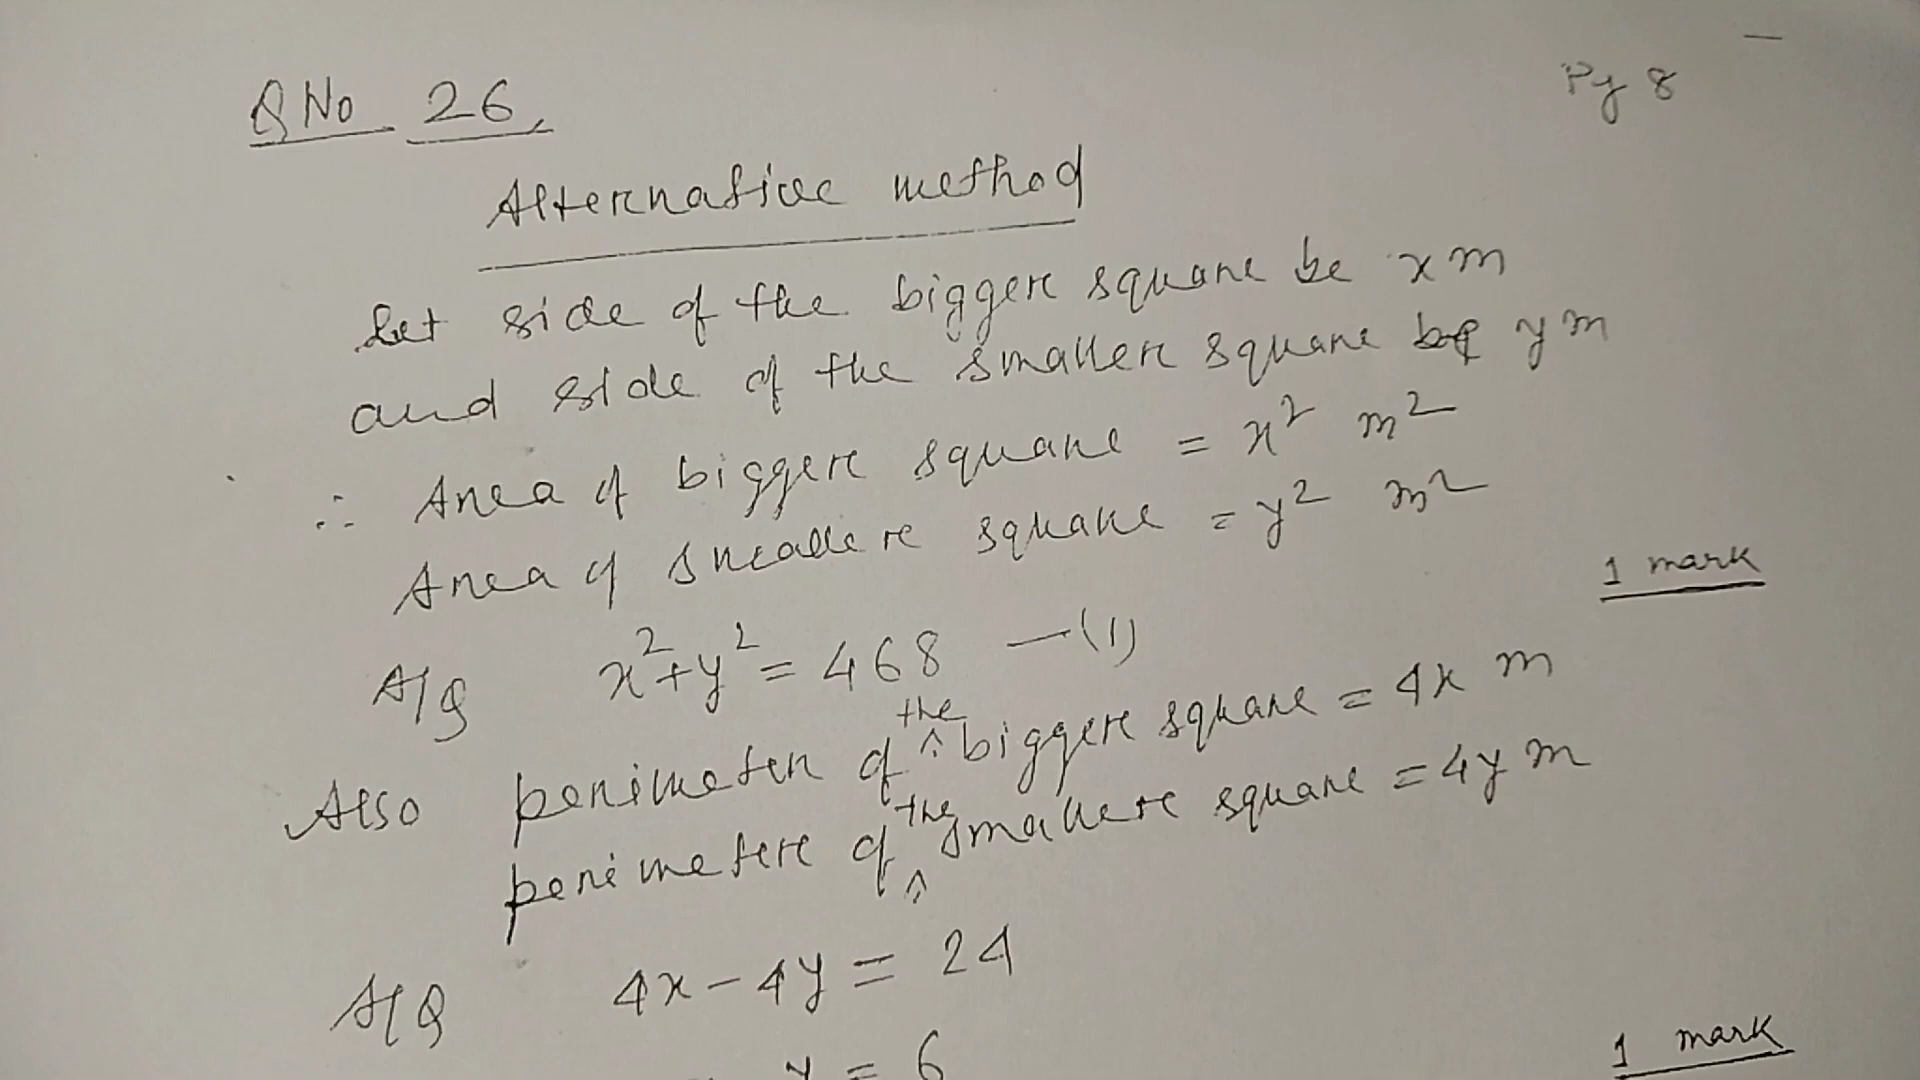 Q No 26,
Pg 8
Alternative method
Let side of the bigger square be x m
and side of the smaller square be y m
∴ Area of bigger square = x² m²
Area of smaller square = y² m²
1 mark
A/Q x²+y² = 468 —(1)
Also perimeter of the bigger square = 4x m
perimeter of the smaller square = 4y m
A/Q 4x - 4y = 24
y = 6
1 mark